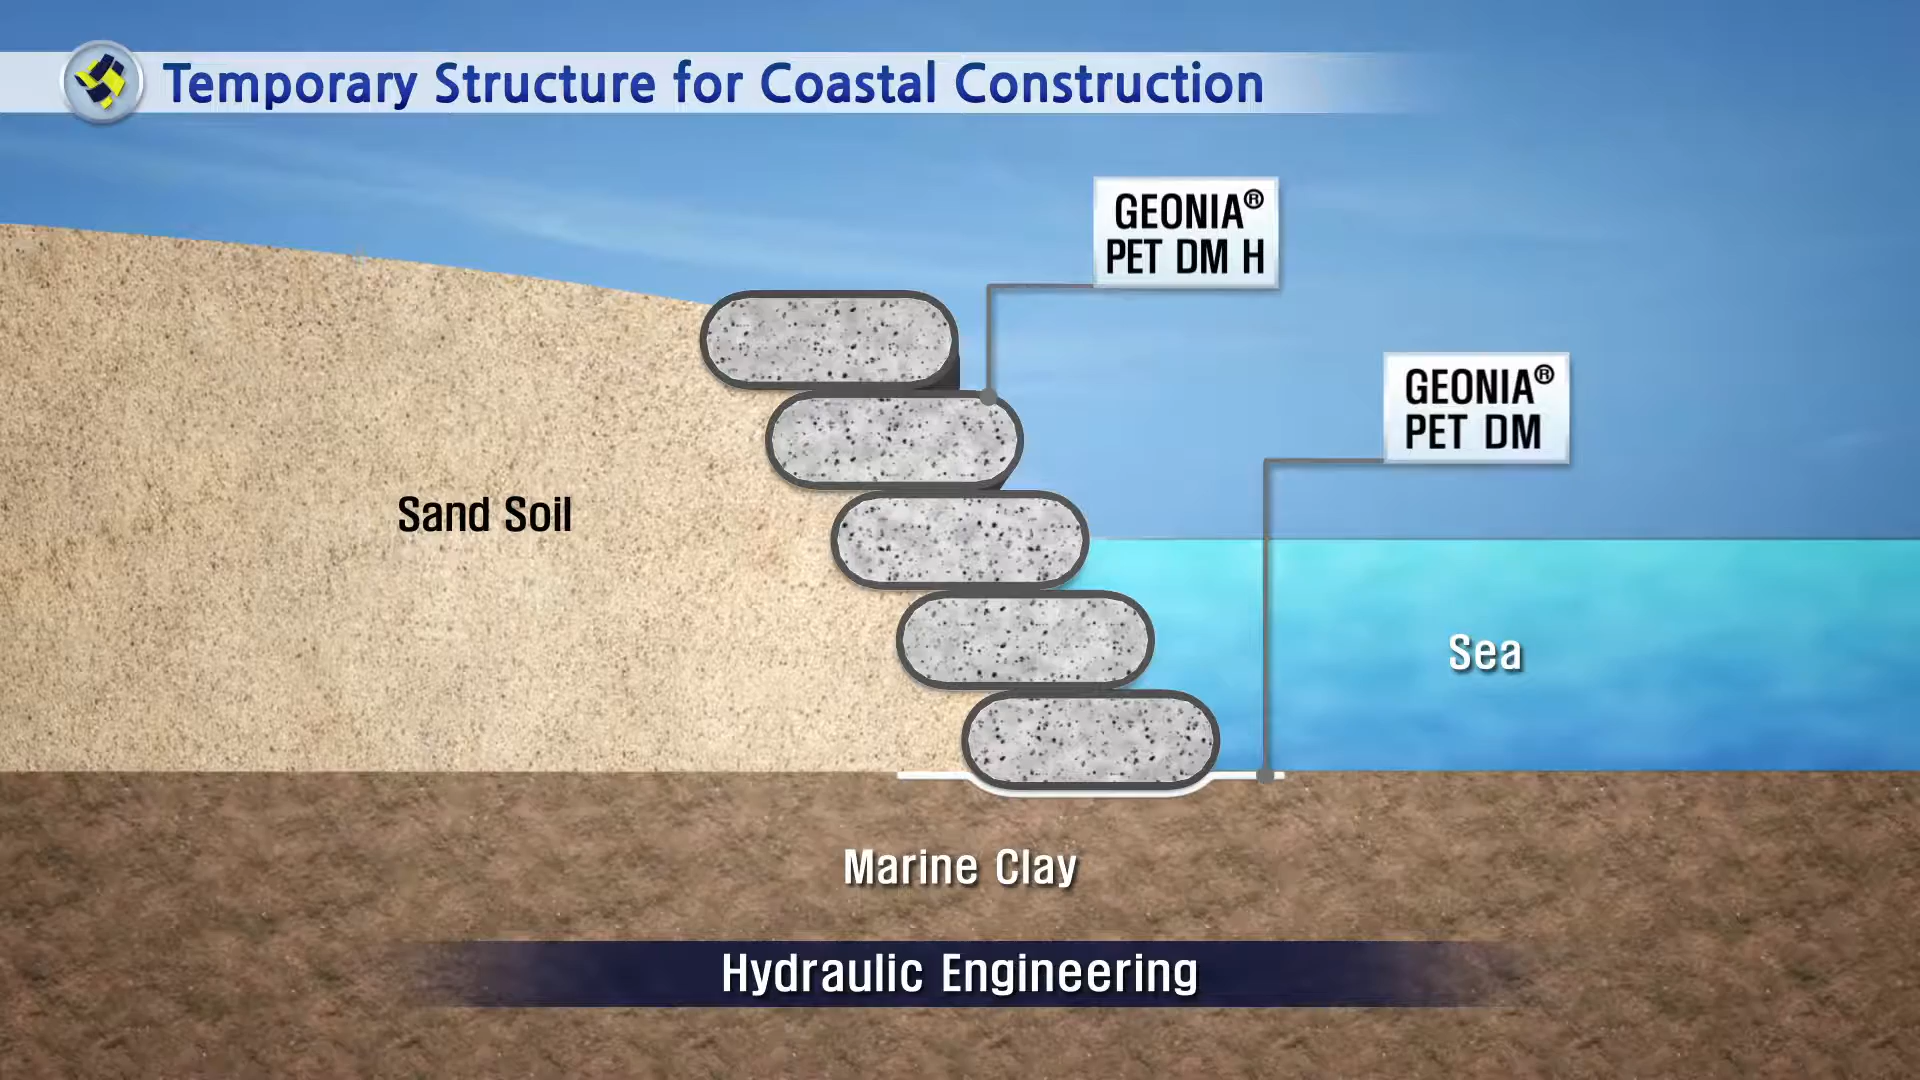 Temporary Structure for Coastal Construction
GEONIA®
PET DM H
GEONIA®
PET DM
Sand Soil
Sea
Marine Clay
Hydraulic Engineering